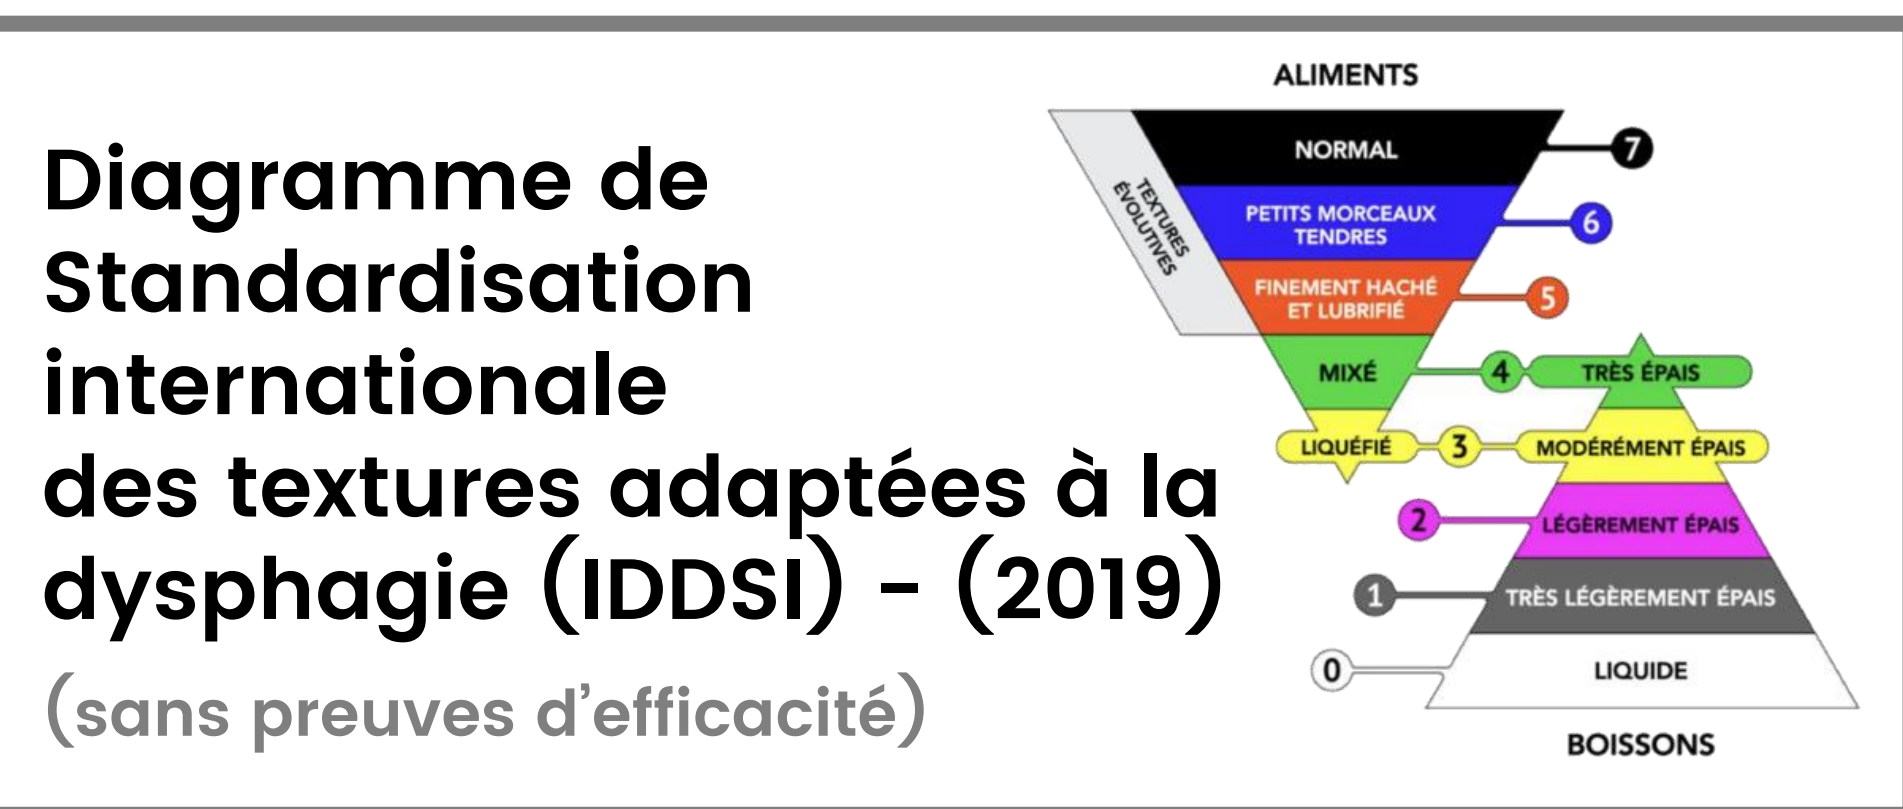 Diagramme de
Standardisation
internationale
des textures adaptées à la
dysphagie (IDDSI) - (2019)
(sans preuves d'efficacité)
ALIMENTS
NORMAL
7
TEXTURES
ÉVOLUTIVES
PETITS MORCEAUX
TENDRES
6
FINEMENT HACHÉ
ET LUBRIFIÉ
5
MIXÉ
4
TRÈS ÉPAIS
LIQUÉFIÉ
3
MODÉRÉMENT ÉPAIS
2
LÉGÈREMENT ÉPAIS
1
TRÈS LÉGÈREMENT ÉPAIS
0
LIQUIDE
BOISSONS